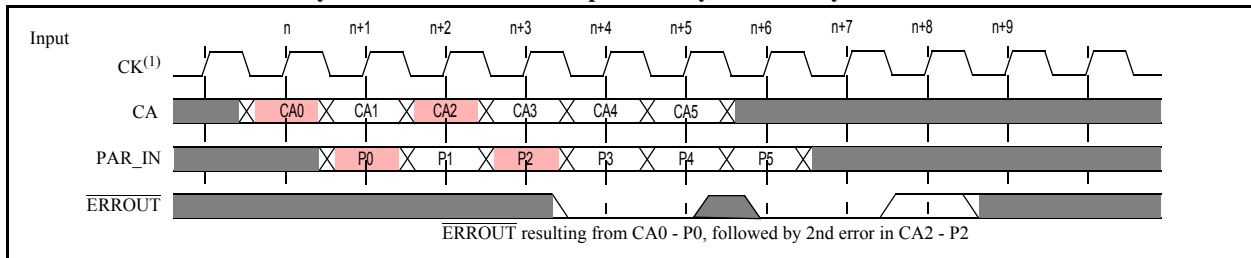 Input
n n+1 n+2 n+3 n+4 n+5 n+6 n+7 n+8 n+9
CK(1)
CA CA0 CA1 CA2 CA3 CA4 CA5
PAR_IN P0 P1 P2 P3 P4 P5
ERROUT
ERROUT resulting from CA0 - P0, followed by 2nd error in CA2 - P2